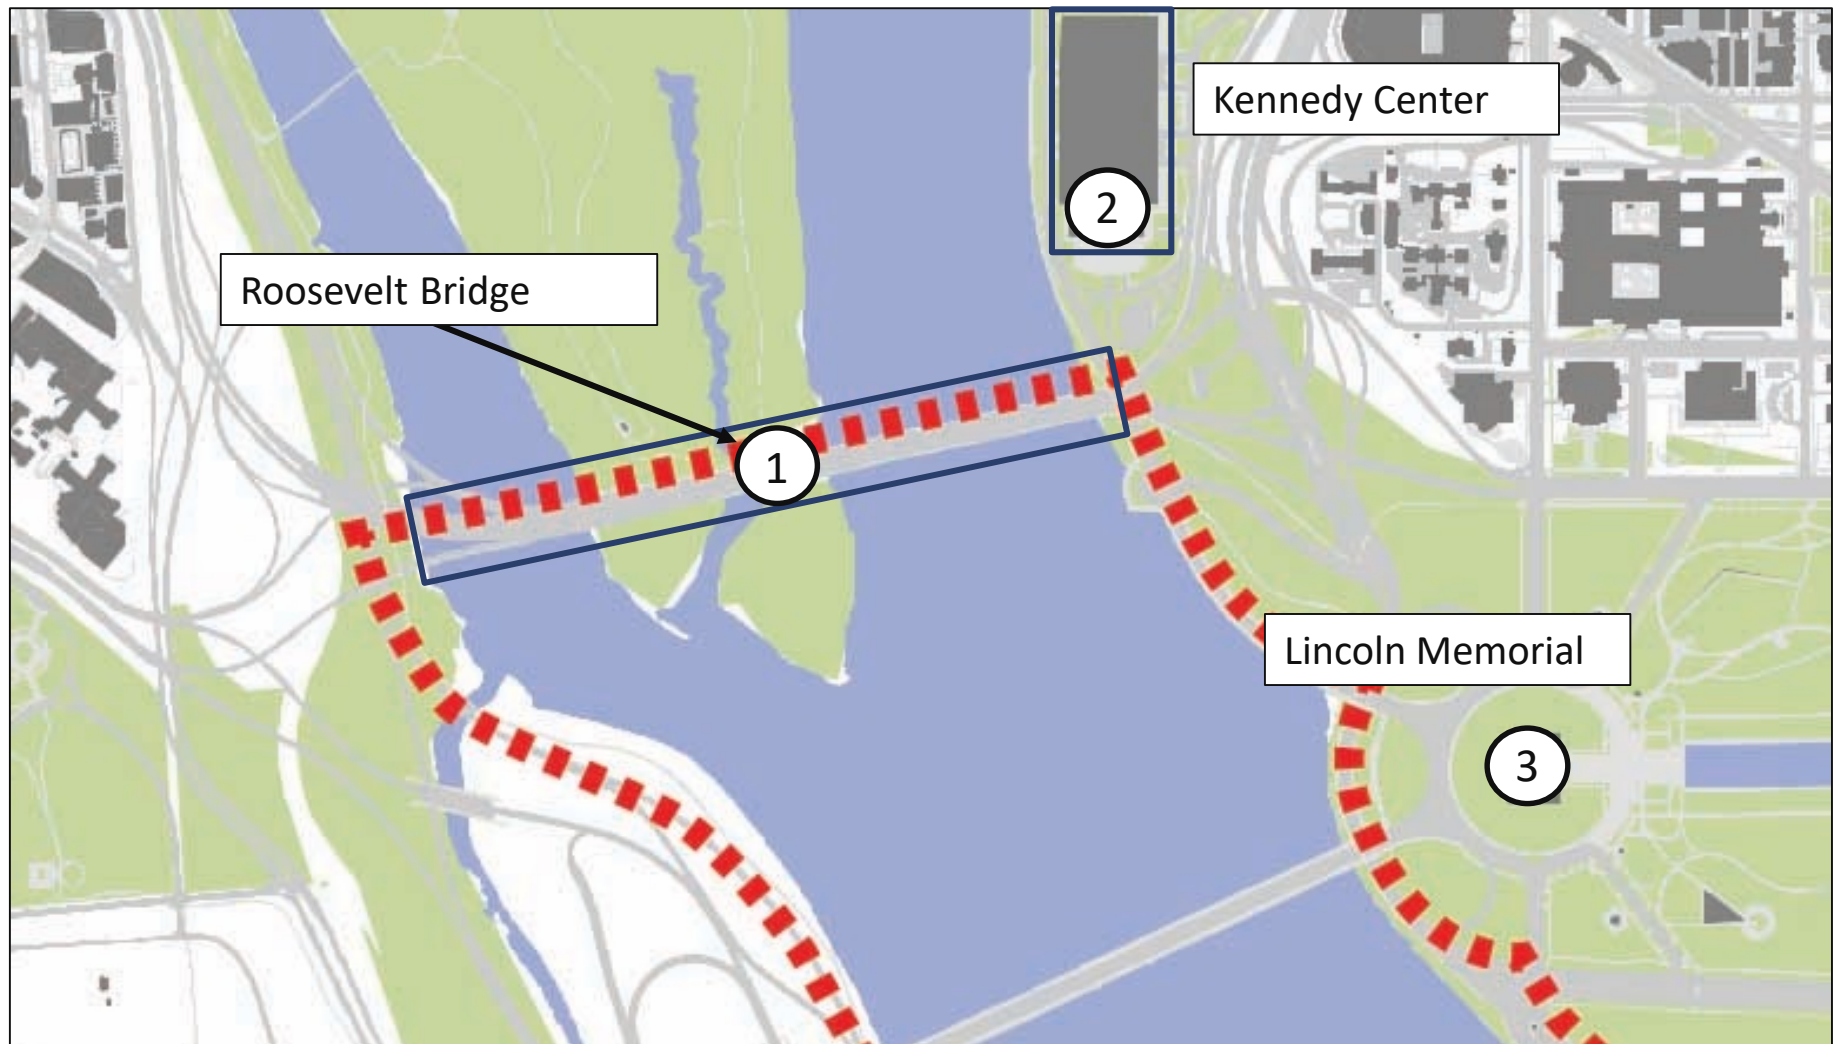 Kennedy Center
2
Roosevelt Bridge
1
Lincoln Memorial
3